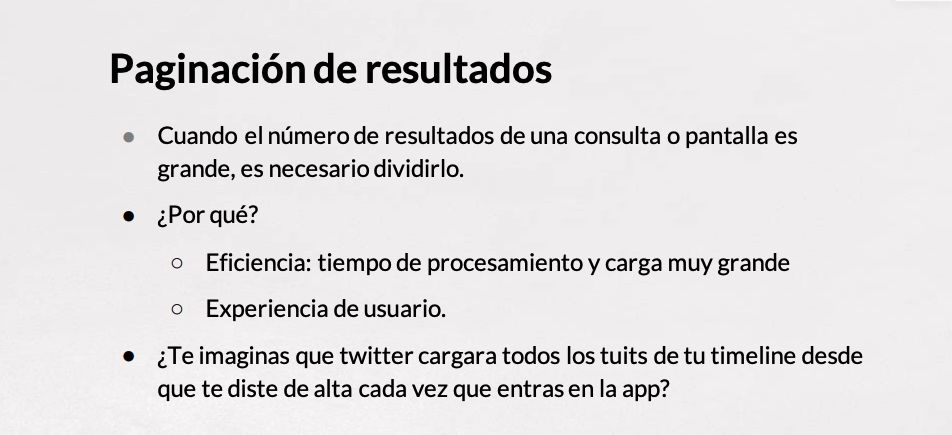 Paginación de resultados
● Cuando el número de resultados de una consulta o pantalla es
grande, es necesario dividirlo.
● ¿Por qué?
○ Eficiencia: tiempo de procesamiento y carga muy grande
○ Experiencia de usuario.
● ¿Te imaginas que twitter cargara todos los tuits de tu timeline desde
que te diste de alta cada vez que entras en la app?